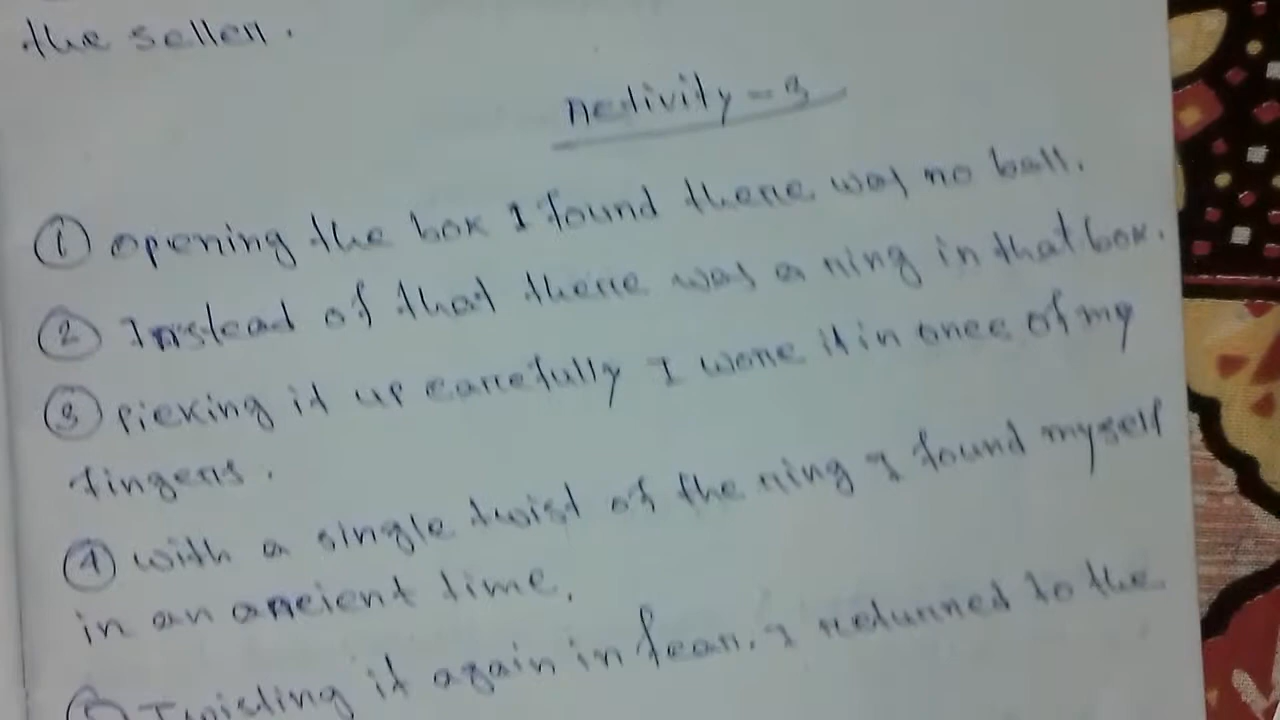 the seller.
Activity - 3
① opening the box I found there was no ball.
② Instead of that there was a ring in that box.
③ Picking it up carefully I wore it in once of my
fingers.
④ with a single twist of the ring I found myself
in an ancient time.
⑤ Twisting it again in fear. I returned to the